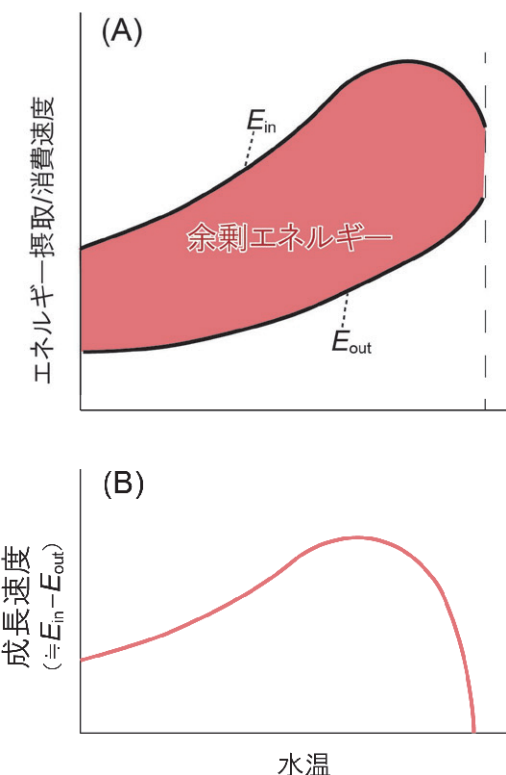 (A)
エネルギー摂取/消費速度
Ein
余剰エネルギー
Eout
(B)
成長速度
(≒Ein−Eout)
水温